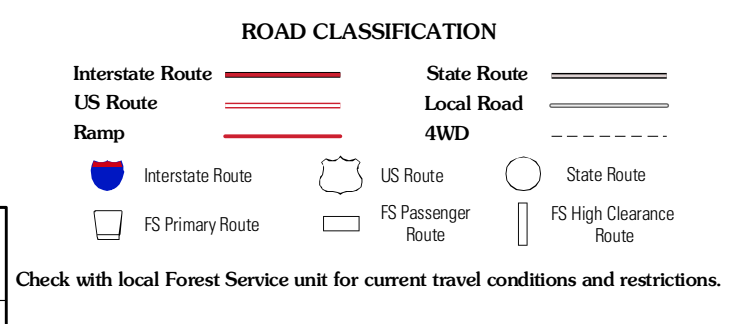 ROAD CLASSIFICATION
Interstate Route
State Route
US Route
Local Road
Ramp
4WD
Interstate Route
US Route
State Route
FS Primary Route
FS Passenger
Route
FS High Clearance
Route
Check with local Forest Service unit for current travel conditions and restrictions.